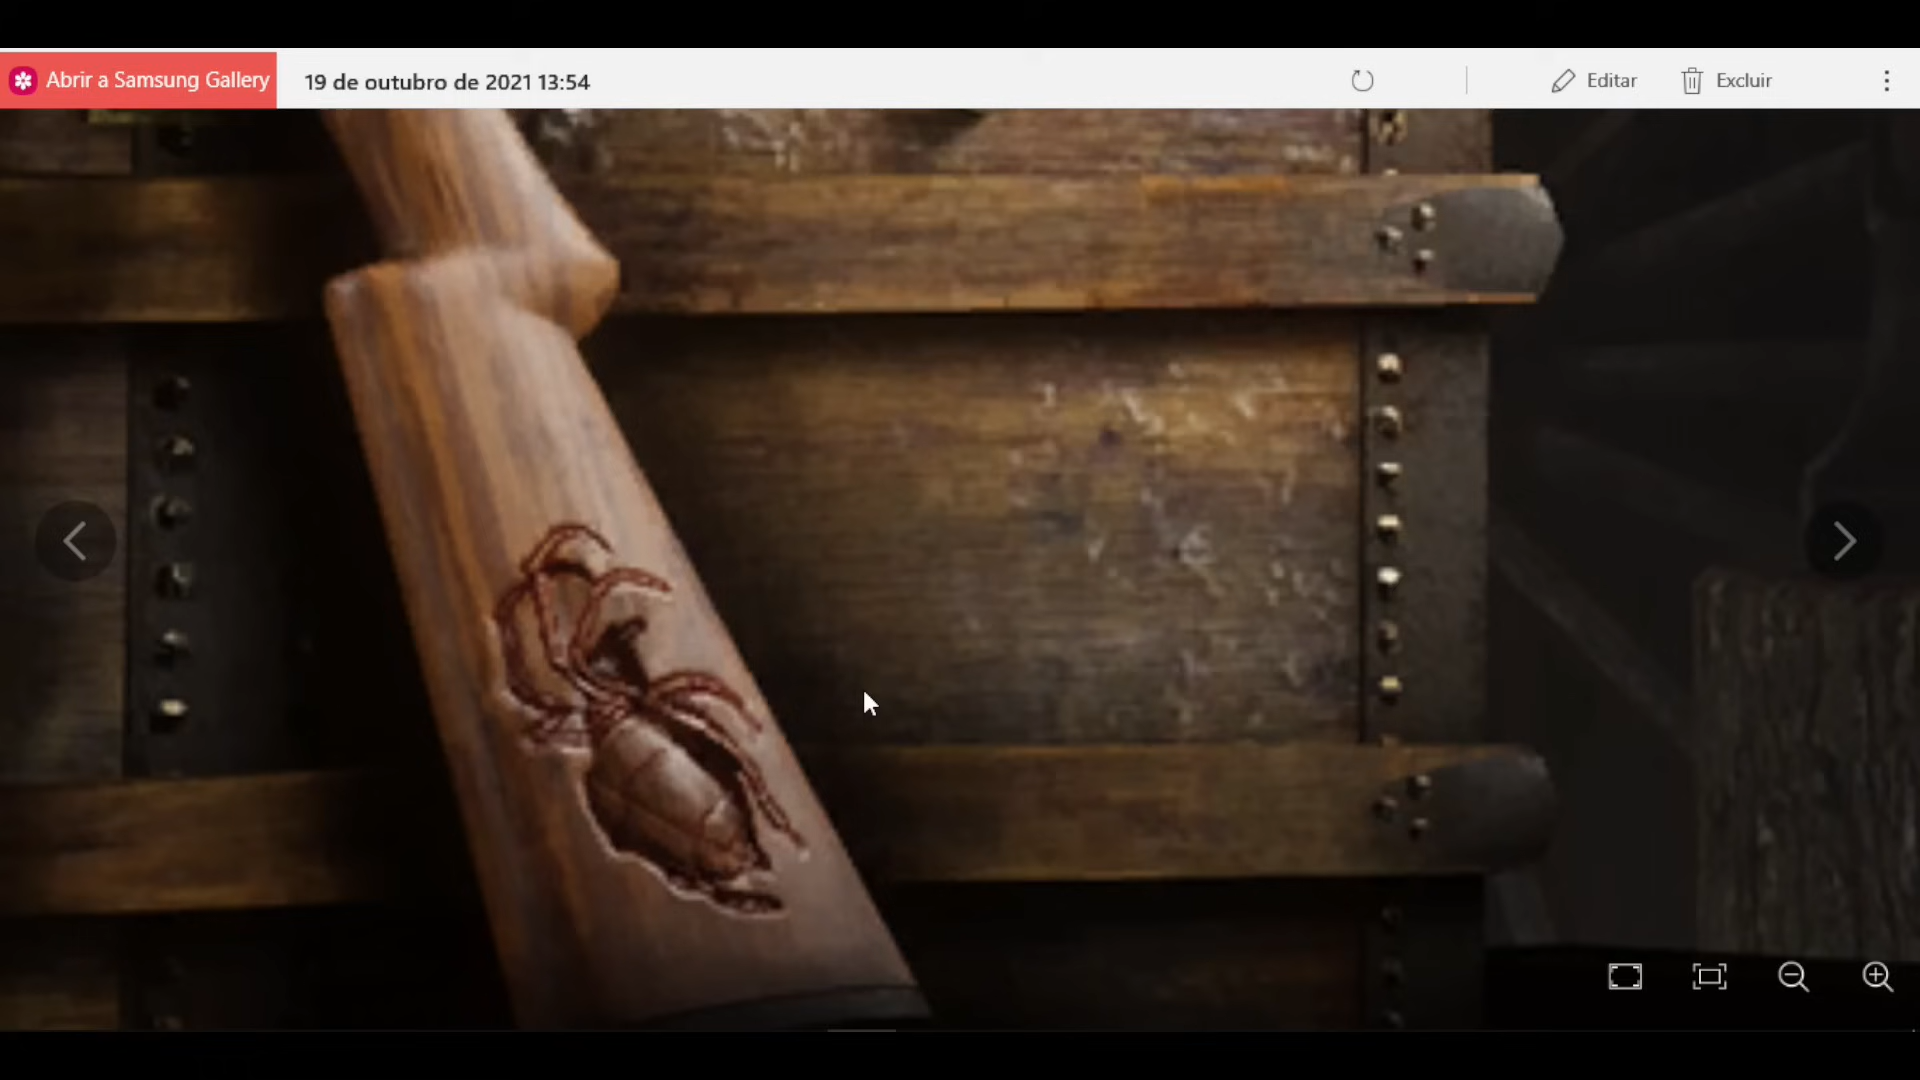 Abrir a Samsung Gallery
19 de outubro de 2021 13:54
Editar
Excluir